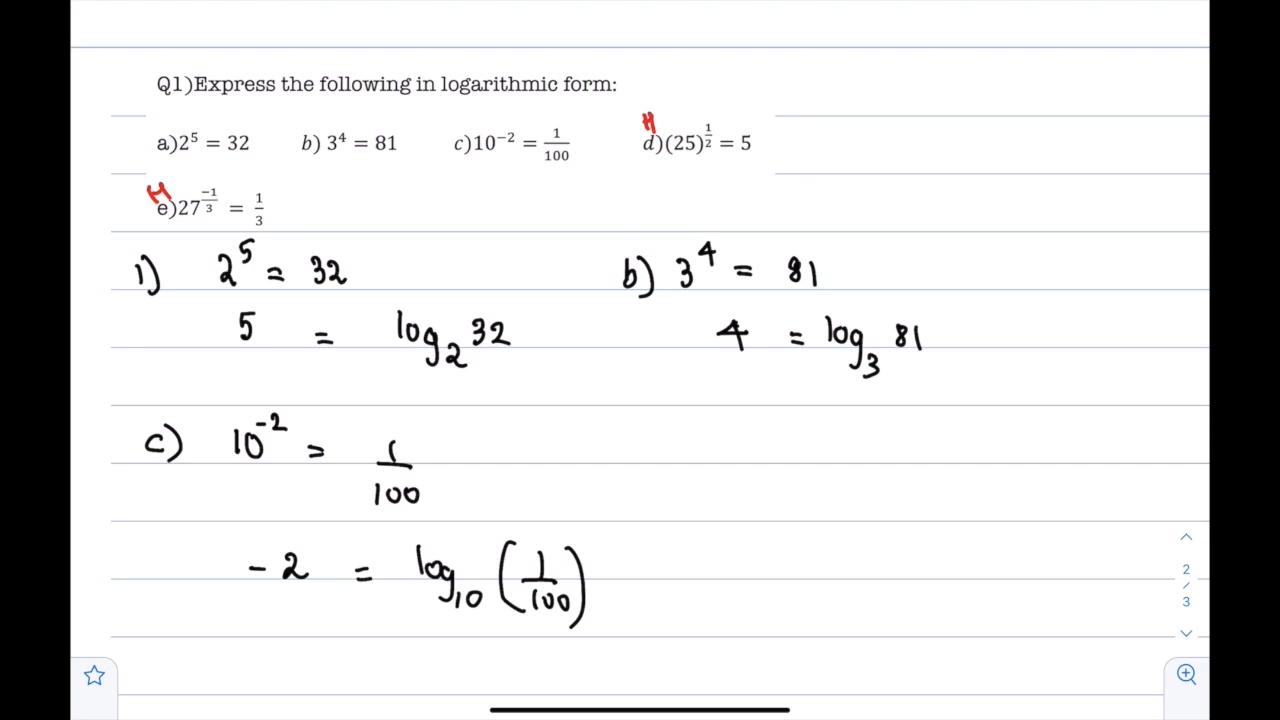 Q1)Express the following in logarithmic form:
a)2⁵ = 32 b) 3⁴ = 81 c)10⁻² = 1/100 H d)(25)^(1/2) = 5
H e)27^(-1/3) = 1/3
1) 2⁵ = 32 b) 3⁴ = 81
5 = log₂ 32 4 = log₃ 81
c) 10⁻² = 1/100
-2 = log₁₀ (1/100)
2
/
3